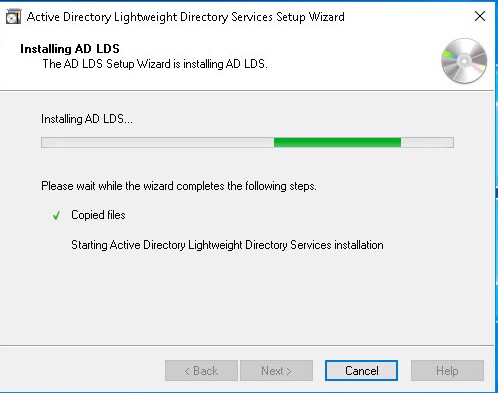 Active Directory Lightweight Directory Services Setup Wizard
Installing AD LDS
The AD LDS Setup Wizard is installing AD LDS.
Installing AD LDS...
Please wait while the wizard completes the following steps.
Copied files
Starting Active Directory Lightweight Directory Services installation
< Back
Next >
Cancel
Help